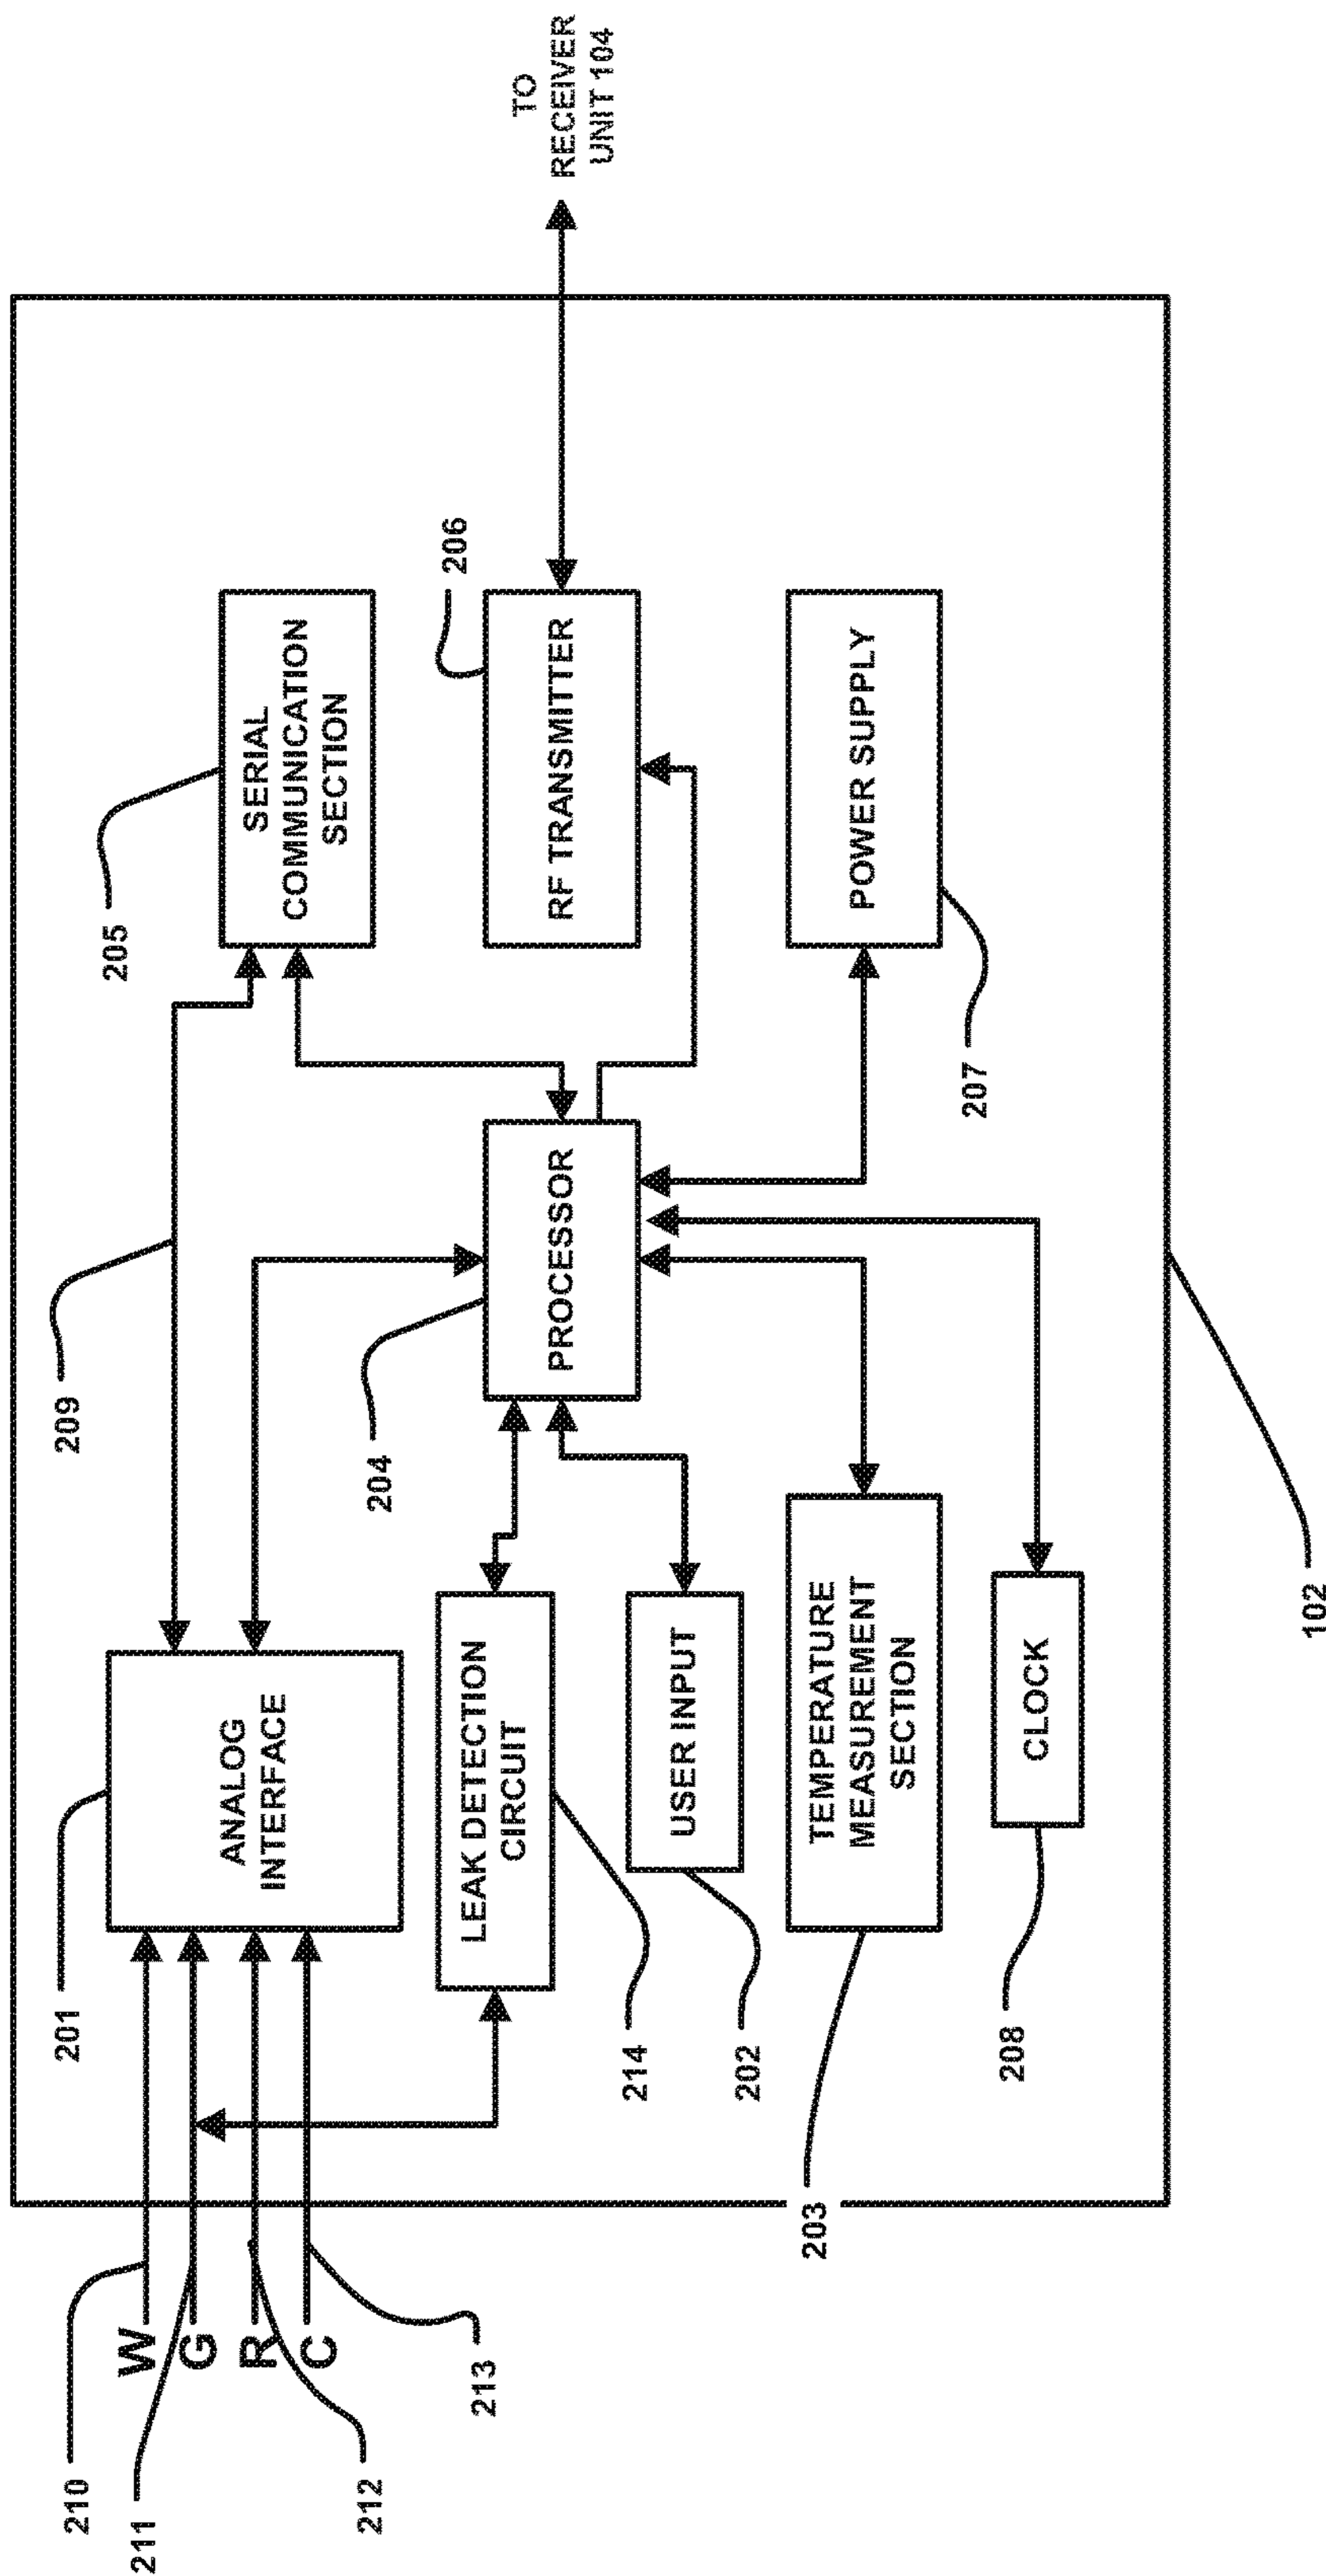 210
W
211
G
212
R
213
C
201
ANALOG
INTERFACE
209
205
SERIAL
COMMUNICATION
SECTION
204
PROCESSOR
206
RF TRANSMITTER
TO
RECEIVER
UNIT 104
LEAK DETECTION
CIRCUIT
214
USER INPUT
202
TEMPERATURE
MEASUREMENT
SECTION
203
CLOCK
208
POWER SUPPLY
207
102